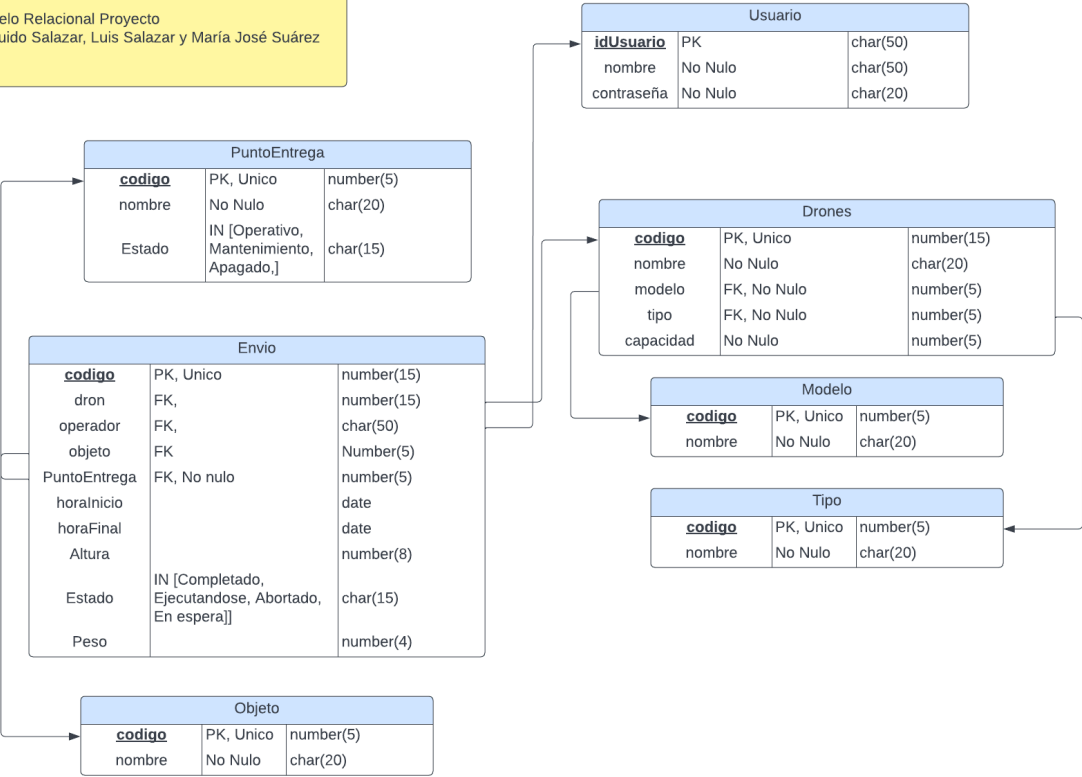 elo Relacional Proyecto
uido Salazar, Luis Salazar y María José Suárez
Usuario
idUsuario PK char(50)
nombre No Nulo char(50)
contraseña No Nulo char(20)
PuntoEntrega
codigo PK, Unico number(5)
nombre No Nulo char(20)
Estado IN [Operativo, Mantenimiento, Apagado,] char(15)
Drones
codigo PK, Unico number(15)
nombre No Nulo char(20)
modelo FK, No Nulo number(5)
tipo FK, No Nulo number(5)
capacidad No Nulo number(5)
Envio
codigo PK, Unico number(15)
dron FK, number(15)
operador FK, char(50)
objeto FK Number(5)
PuntoEntrega FK, No nulo number(5)
horaInicio date
horaFinal date
Altura number(8)
Estado IN [Completado, Ejecutandose, Abortado, En espera]] char(15)
Peso number(4)
Modelo
codigo PK, Unico number(5)
nombre No Nulo char(20)
Tipo
codigo PK, Unico number(5)
nombre No Nulo char(20)
Objeto
codigo PK, Unico number(5)
nombre No Nulo char(20)